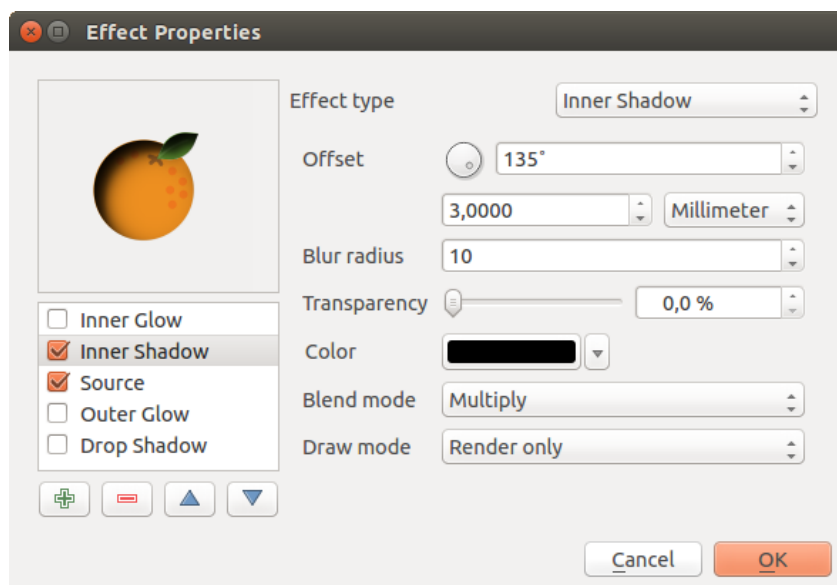 Effect Properties
Effect type Inner Shadow
Offset 135°
3,0000 Millimeter
Blur radius 10
Transparency 0,0 %
Color
Blend mode Multiply
Draw mode Render only
Inner Glow
Inner Shadow
Source
Outer Glow
Drop Shadow
Cancel OK